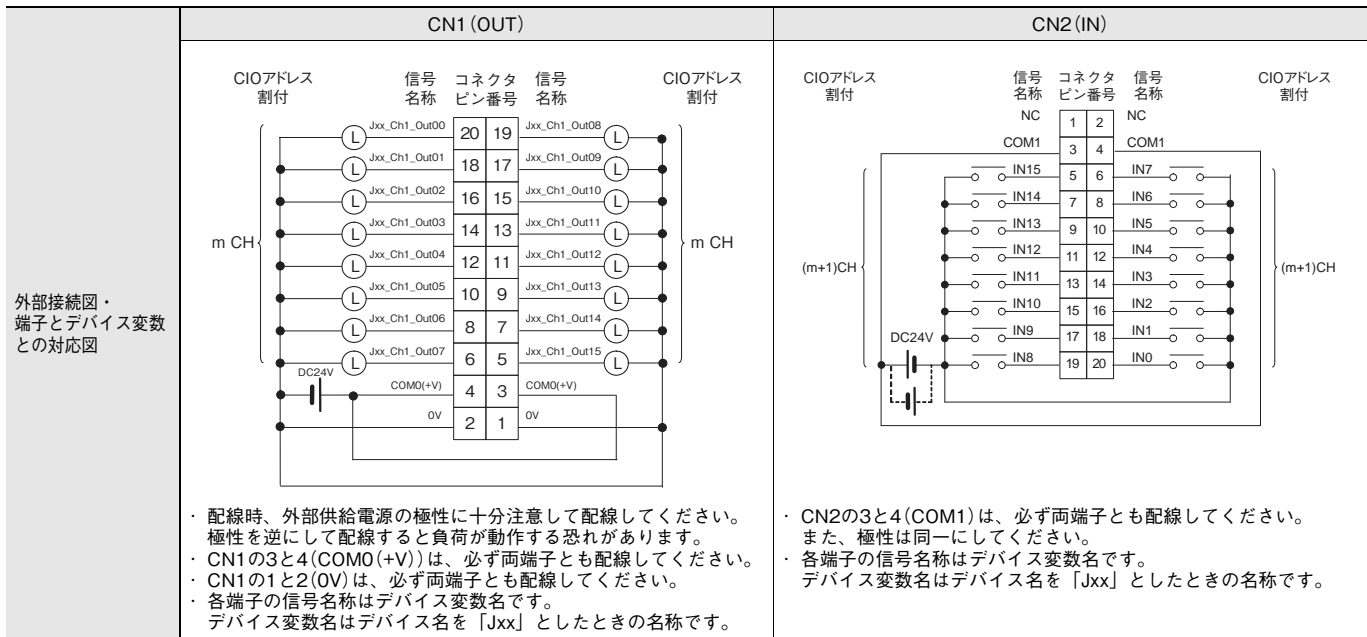 CN1(OUT)
CN2(IN)
外部接続図・
端子とデバイス変数
との対応図
CIOアドレス
割付
信号
名称
コネクタ
ピン番号
信号
名称
CIOアドレス
割付
Jxx_Ch1_Out00 20 19 Jxx_Ch1_Out08
L L
Jxx_Ch1_Out01 18 17 Jxx_Ch1_Out09
L L
Jxx_Ch1_Out02 16 15 Jxx_Ch1_Out10
L L
Jxx_Ch1_Out03 14 13 Jxx_Ch1_Out11
L L
m CH
m CH
Jxx_Ch1_Out04 12 11 Jxx_Ch1_Out12
L L
Jxx_Ch1_Out05 10 9 Jxx_Ch1_Out13
L L
Jxx_Ch1_Out06 8 7 Jxx_Ch1_Out14
L L
Jxx_Ch1_Out07 6 5 Jxx_Ch1_Out15
L L
DC24V
COM0(+V) 4 3 COM0(+V)
0V 2 1 0V
・ 配線時、外部供給電源の極性に十分注意して配線してください。
極性を逆にして配線すると負荷が動作する恐れがあります。
・ CN1の3と4(COM0(+V))は、必ず両端子とも配線してください。
・ CN1の1と2(0V)は、必ず両端子とも配線してください。
・ 各端子の信号名称はデバイス変数名です。
デバイス変数名はデバイス名を「Jxx」としたときの名称です。
CIOアドレス
割付
信号
名称
コネクタ
ピン番号
信号
名称
CIOアドレス
割付
NC 1 2 NC
COM1 3 4 COM1
IN15 5 6 IN7
IN14 7 8 IN6
IN13 9 10 IN5
IN12 11 12 IN4
(m+1)CH
(m+1)CH
IN11 13 14 IN3
IN10 15 16 IN2
DC24V
IN9 17 18 IN1
IN8 19 20 IN0
・ CN2の3と4(COM1)は、必ず両端子とも配線してください。
また、極性は同一にしてください。
・ 各端子の信号名称はデバイス変数名です。
デバイス変数名はデバイス名を「Jxx」としたときの名称です。